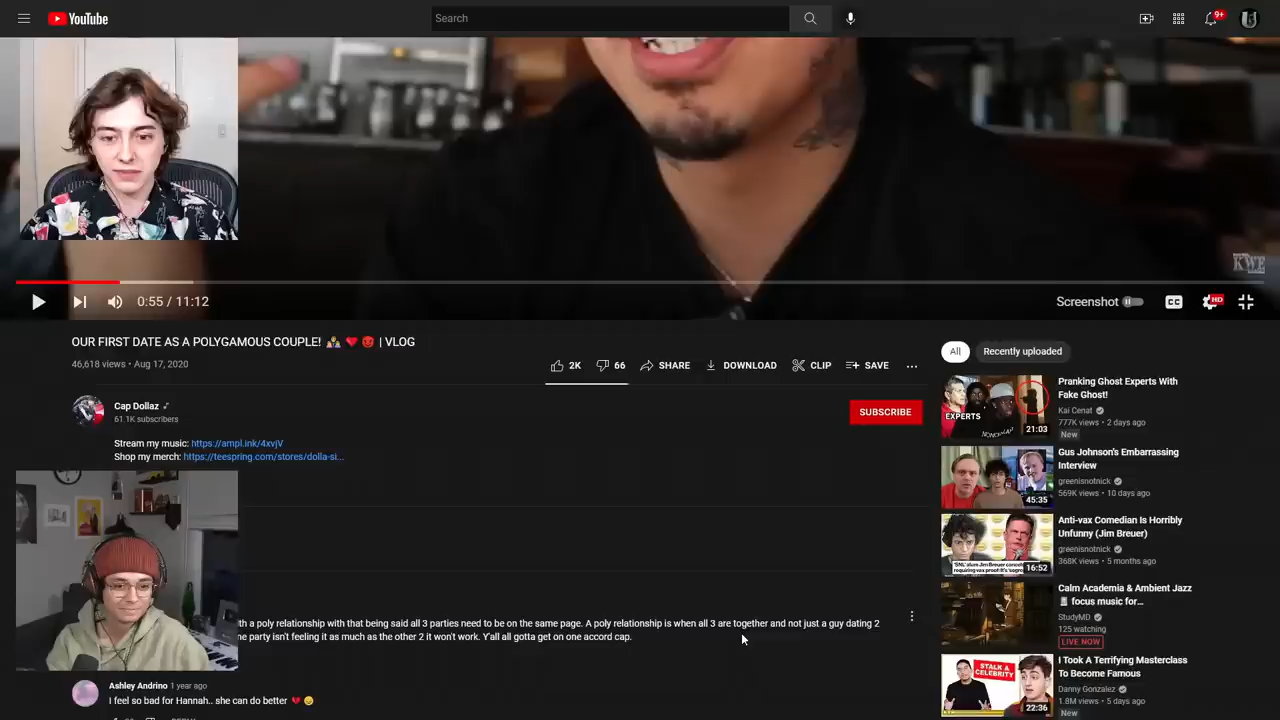 YouTube
Search
9+
KWE
0:55 / 11:12
Screenshot
CC
HD
OUR FIRST DATE AS A POLYGAMOUS COUPLE! 👩‍❤️‍👨 ❤️ 😈 | VLOG
46,618 views • Aug 17, 2020
2K
66
SHARE
DOWNLOAD
CLIP
SAVE
Cap Dollaz
61.1K subscribers
SUBSCRIBE
Stream my music: https://ampl.ink/4xvjV
Shop my merch: https://teespring.com/stores/dolla-si...
a poly relationship with that being said all 3 parties need to be on the same page. A poly relationship is when all 3 are together and not just a guy dating 2
party isn't feeling it as much as the other 2 it won't work. Y'all all gotta get on one accord cap.
Ashley Andrino 1 year ago
I feel so bad for Hannah.. she can do better 💔 😔
All
Recently uploaded
EXPERTS
21:03
Pranking Ghost Experts With
Fake Ghost!
Kai Cenat
777K views • 2 days ago
New
45:35
Gus Johnson's Embarrassing
Interview
greenisnotnick
569K views • 10 days ago
16:52
Anti-vax Comedian Is Horribly
Unfunny (Jim Breuer)
greenisnotnick
368K views • 5 months ago
Calm Academia & Ambient Jazz
📓 focus music for...
StudyMD
125 watching
LIVE NOW
STALK A
CELEBRITY
22:36
I Took A Terrifying Masterclass
To Become Famous
Danny Gonzalez
1.8M views • 5 days ago
New